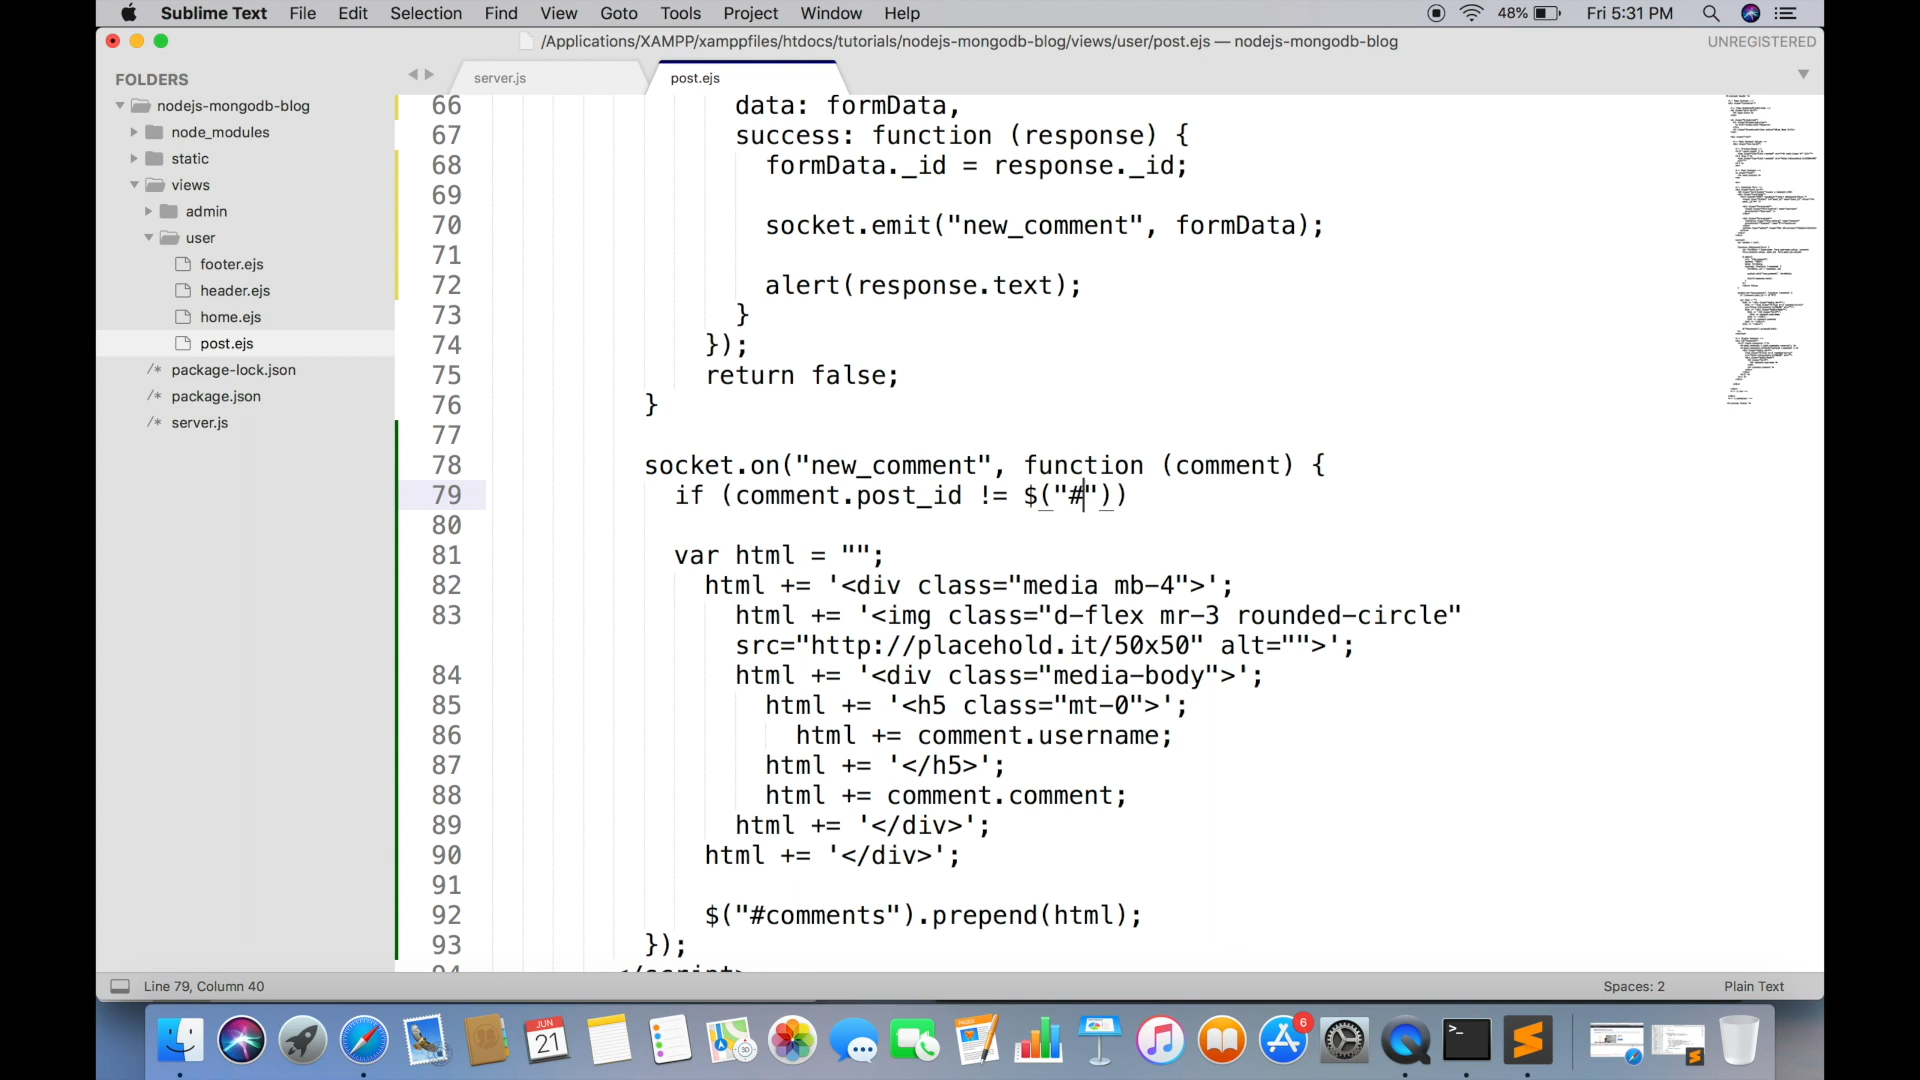 Sublime Text File Edit Selection Find View Goto Tools Project Window Help 48% Fri 5:31 PM
/Applications/XAMPP/xamppfiles/htdocs/tutorials/nodejs-mongodb-blog/views/user/post.ejs — nodejs-mongodb-blog UNREGISTERED
FOLDERS
nodejs-mongodb-blog
node_modules
static
views
admin
user
footer.ejs
header.ejs
home.ejs
post.ejs
/* package-lock.json
/* package.json
/* server.js
server.js post.ejs
66 data: formData,
67 success: function (response) {
68 formData._id = response._id;
69
70 socket.emit("new_comment", formData);
71
72 alert(response.text);
73 }
74 });
75 return false;
76 }
77
78 socket.on("new_comment", function (comment) {
79 if (comment.post_id != $("#"))
80
81 var html = "";
82 html += '<div class="media mb-4">';
83 html += '<img class="d-flex mr-3 rounded-circle"
src="http://placehold.it/50x50" alt="">';
84 html += '<div class="media-body">';
85 html += '<h5 class="mt-0">';
86 html += comment.username;
87 html += '</h5>';
88 html += comment.comment;
89 html += '</div>';
90 html += '</div>';
91
92 $("#comments").prepend(html);
93 });
94 </script>
Line 79, Column 40 Spaces: 2 Plain Text
JUN
21
6